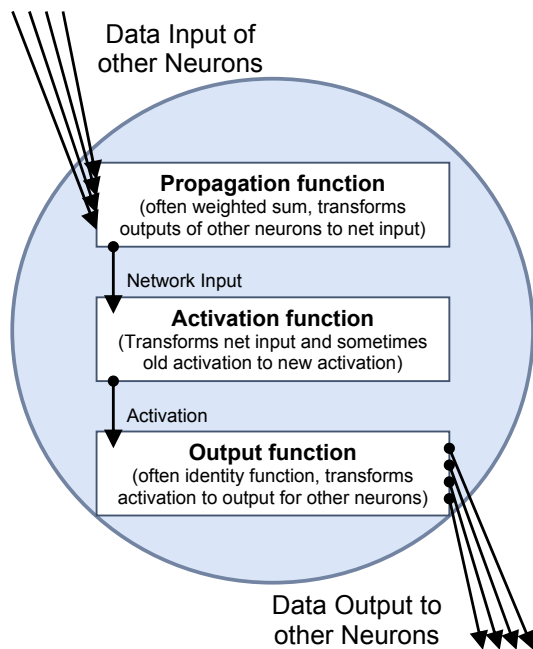 Data Input of
other Neurons
Propagation function
(often weighted sum, transforms
outputs of other neurons to net input)
Network Input
Activation function
(Transforms net input and sometimes
old activation to new activation)
Activation
Output function
(often identity function, transforms
activation to output for other neurons)
Data Output to
other Neurons